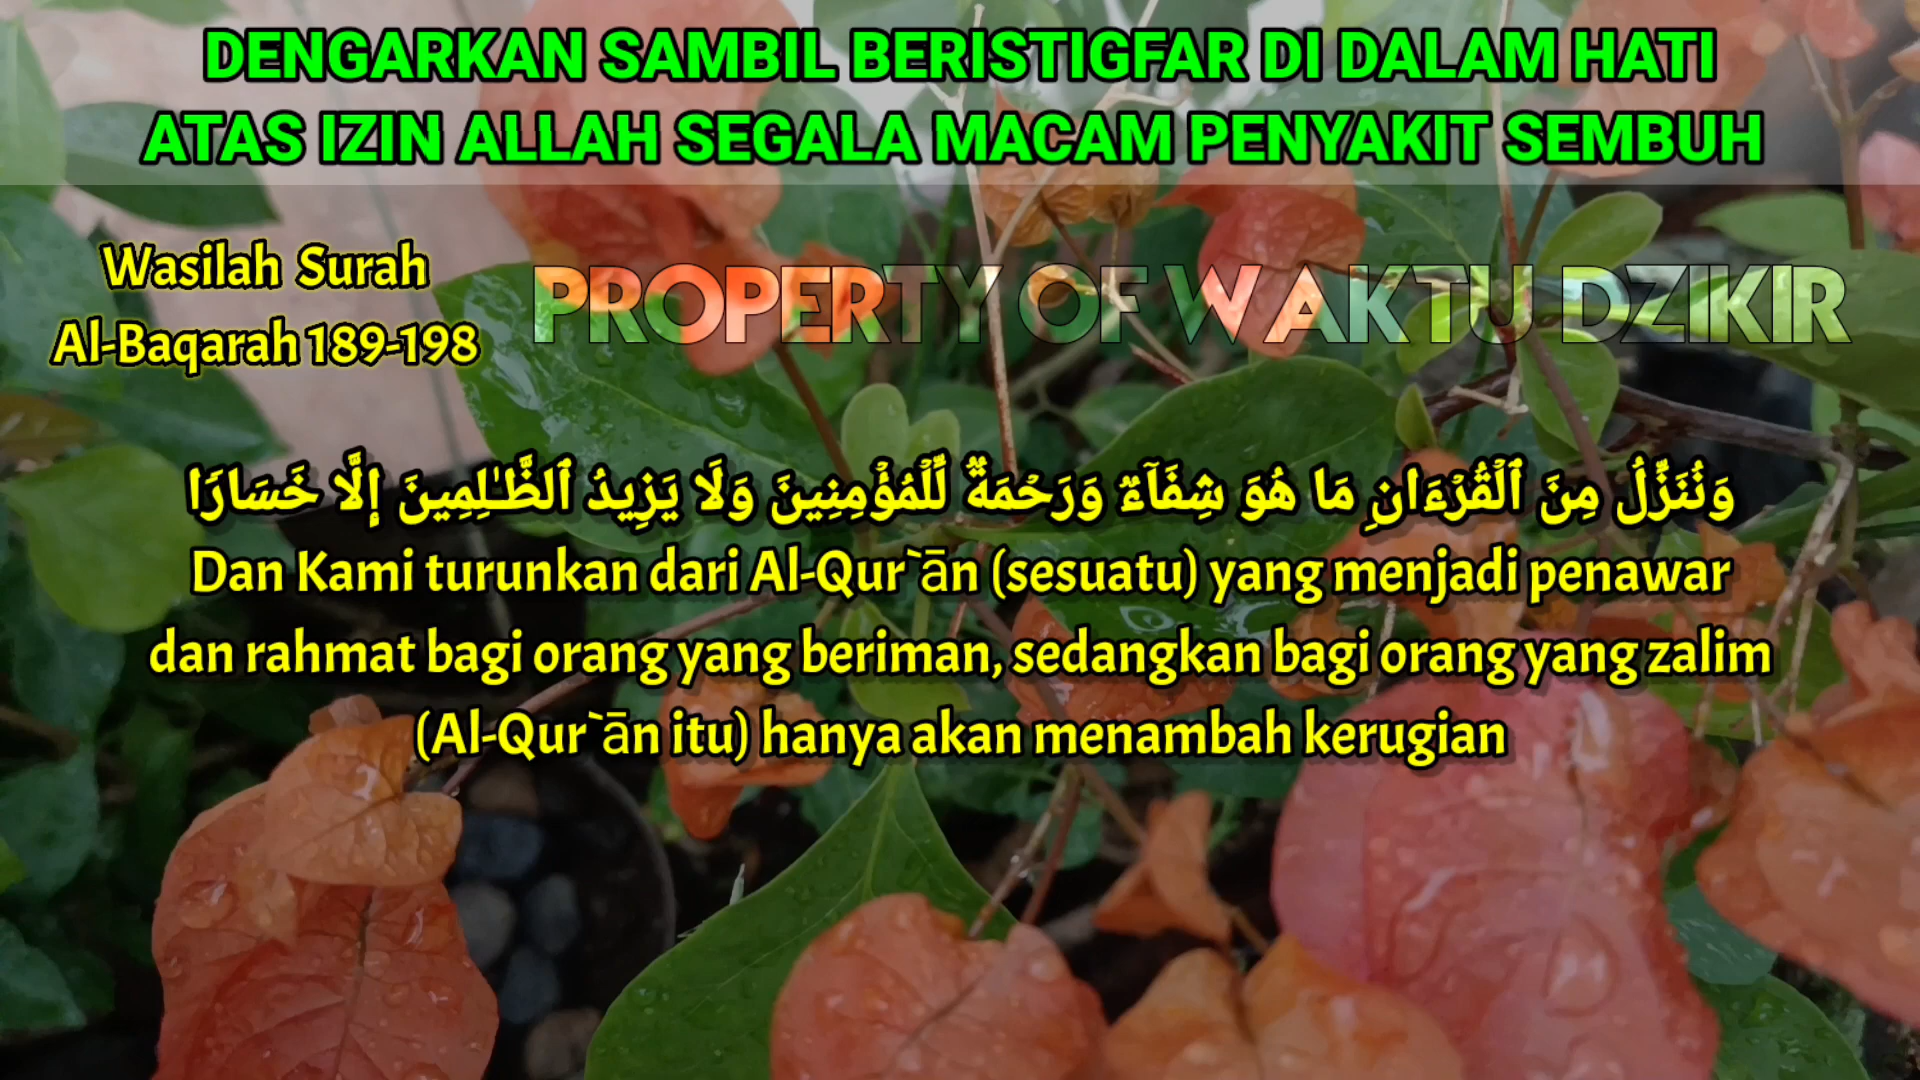 DENGARKAN SAMBIL BERISTIGFAR DI DALAM HATI
ATAS IZIN ALLAH SEGALA MACAM PENYAKIT SEMBUH
Wasilah Surah
Al-Baqarah 189-198
PROPERTY OF WAKTU DZIKIR
وَنُنَزِّلُ مِنَ ٱلْقُرْءَانِ مَا هُوَ شِفَآءٌ وَرَحْمَةٌ لِّلْمُؤْمِنِينَ وَلَا يَزِيدُ ٱلظَّـٰلِمِينَ إِلَّا خَسَارًا
Dan Kami turunkan dari Al-Qur`ān (sesuatu) yang menjadi penawar
dan rahmat bagi orang yang beriman, sedangkan bagi orang yang zalim
(Al-Qur`ān itu) hanya akan menambah kerugian